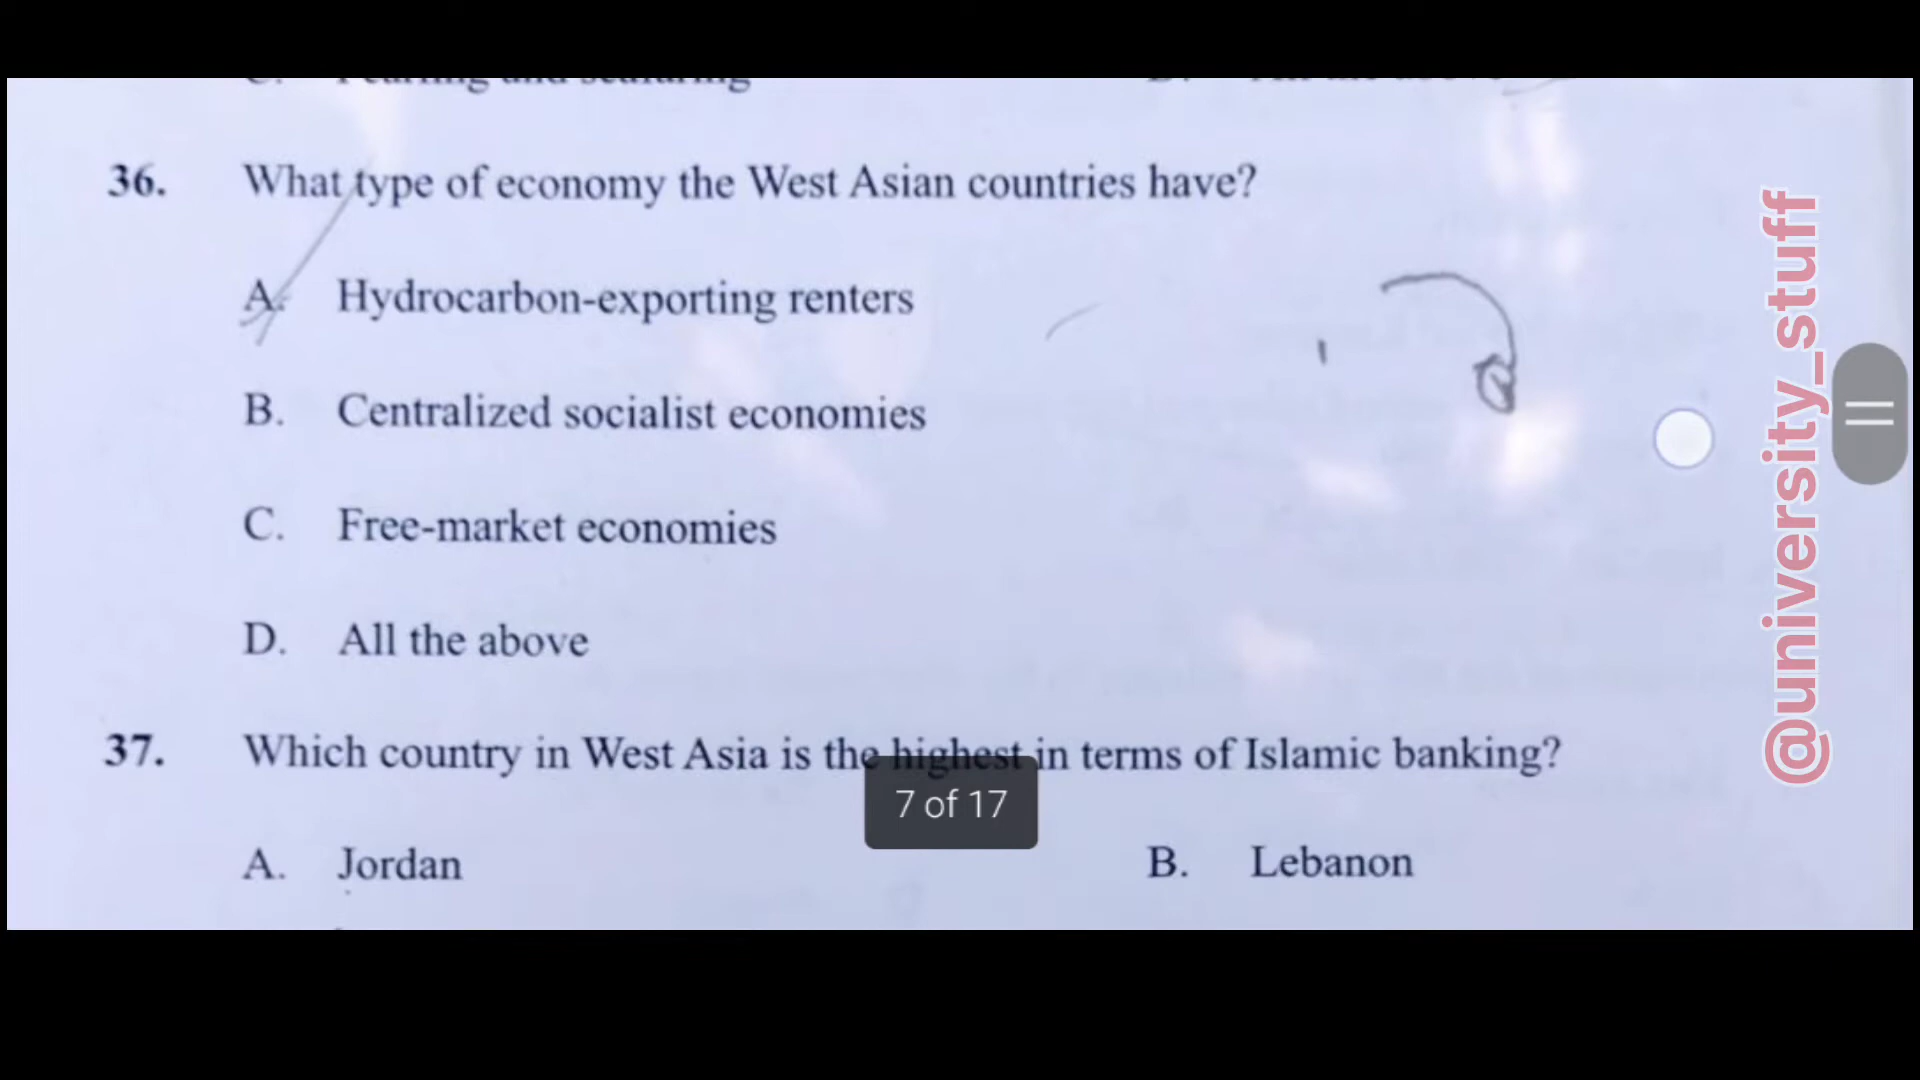 36. What type of economy the West Asian countries have?
A. Hydrocarbon-exporting renters
B. Centralized socialist economies
C. Free-market economies
D. All the above
37. Which country in West Asia is the highest in terms of Islamic banking?
7 of 17
A. Jordan B. Lebanon
@university_stuff